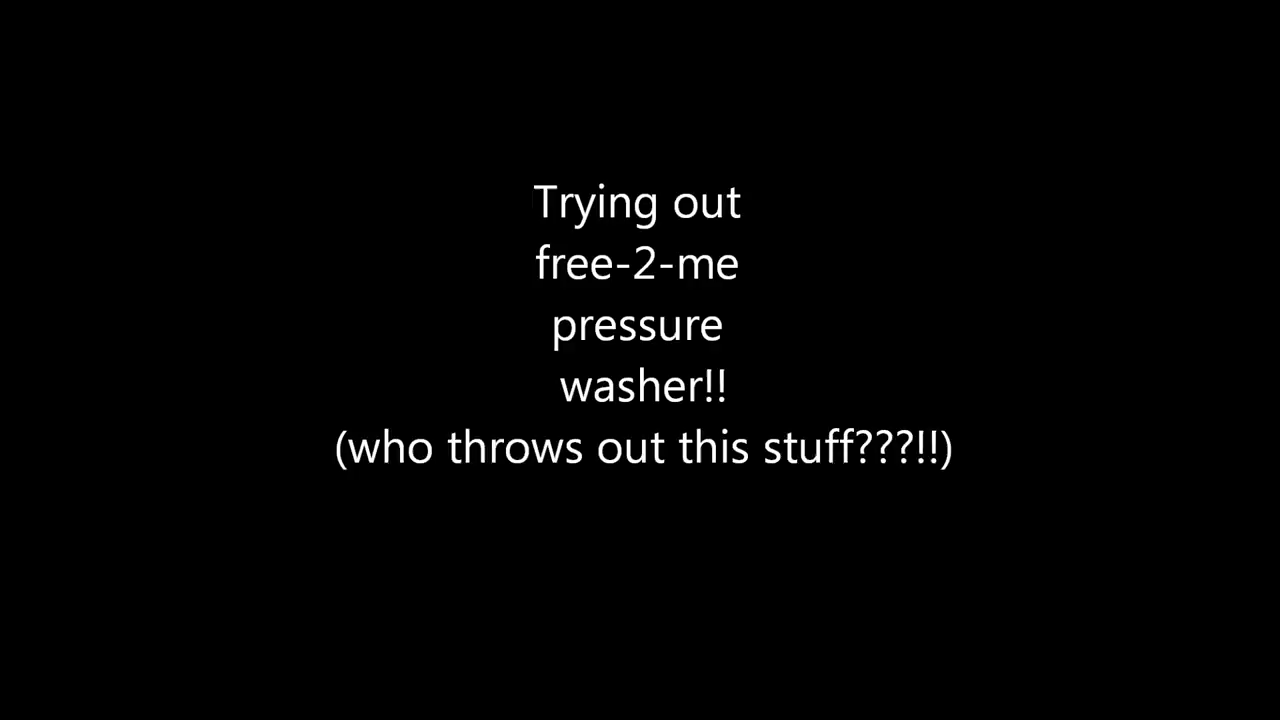 Trying out
free-2-me
pressure
washer!!
(who throws out this stuff???!!)